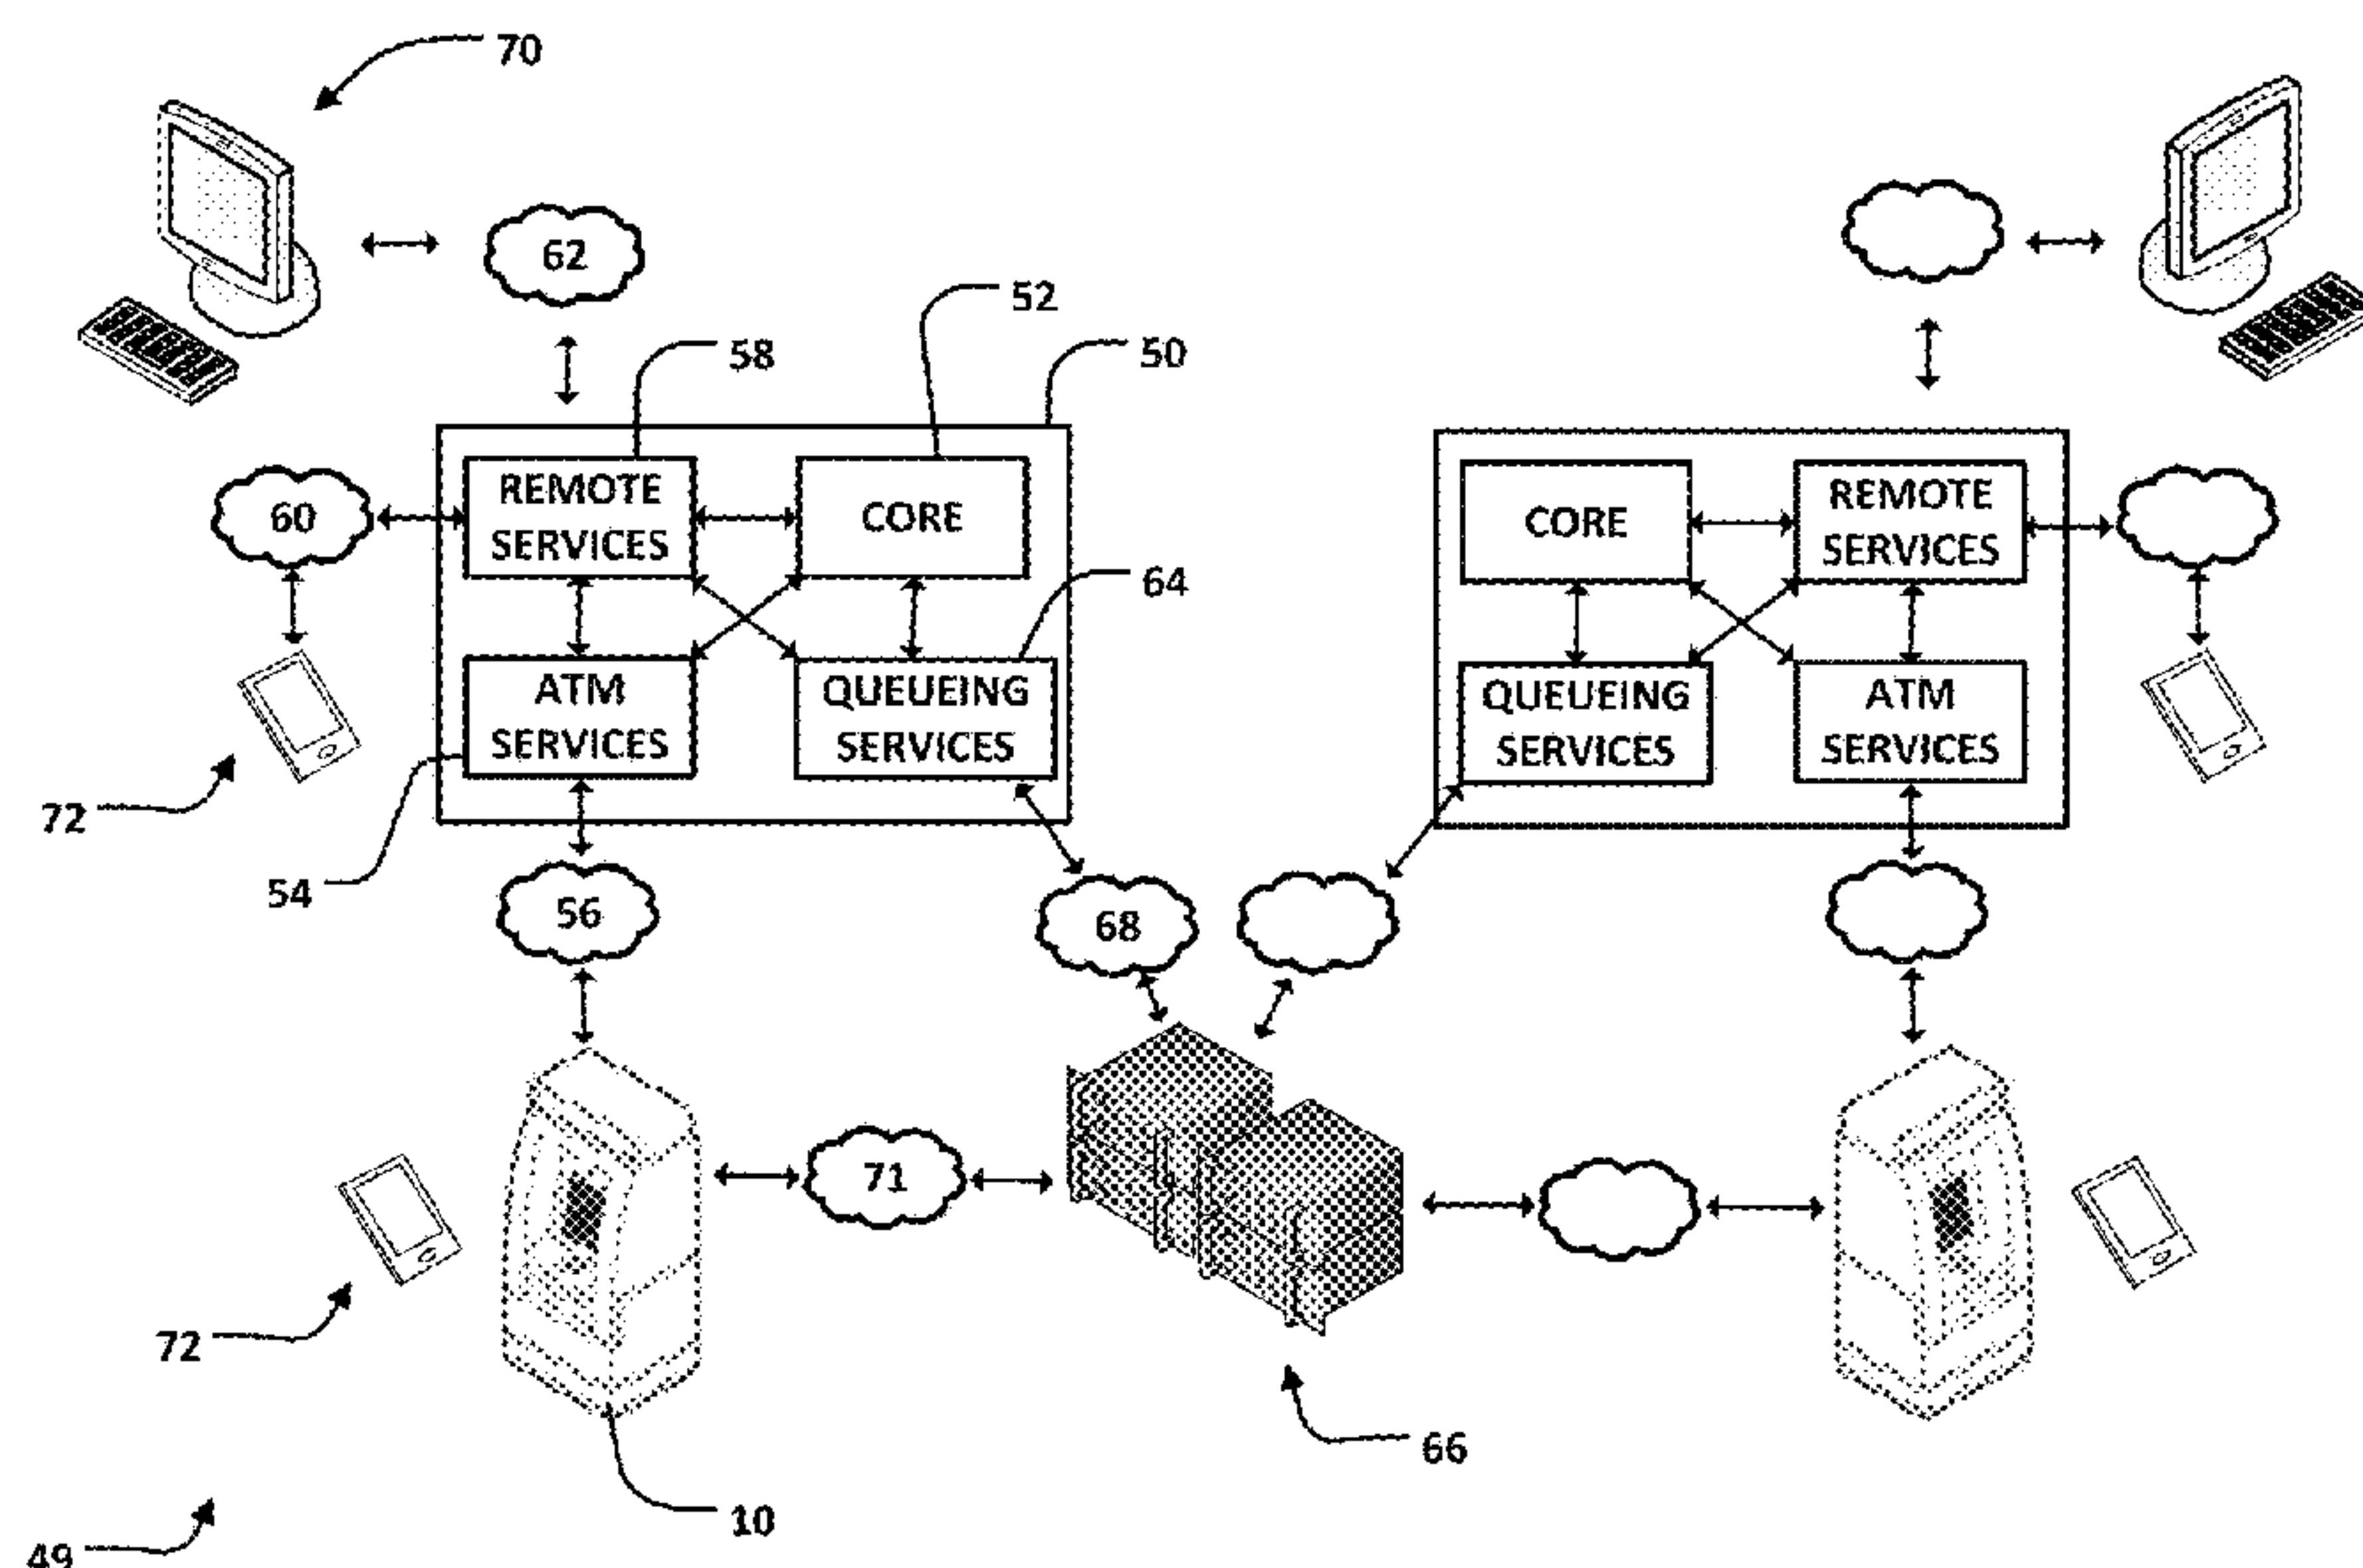 70
62
52
58
50
REMOTE
SERVICES
CORE
CORE
REMOTE
SERVICES
60
64
ATM
SERVICES
QUEUEING
SERVICES
QUEUEING
SERVICES
ATM
SERVICES
72
54
56
68
71
72
66
10
49